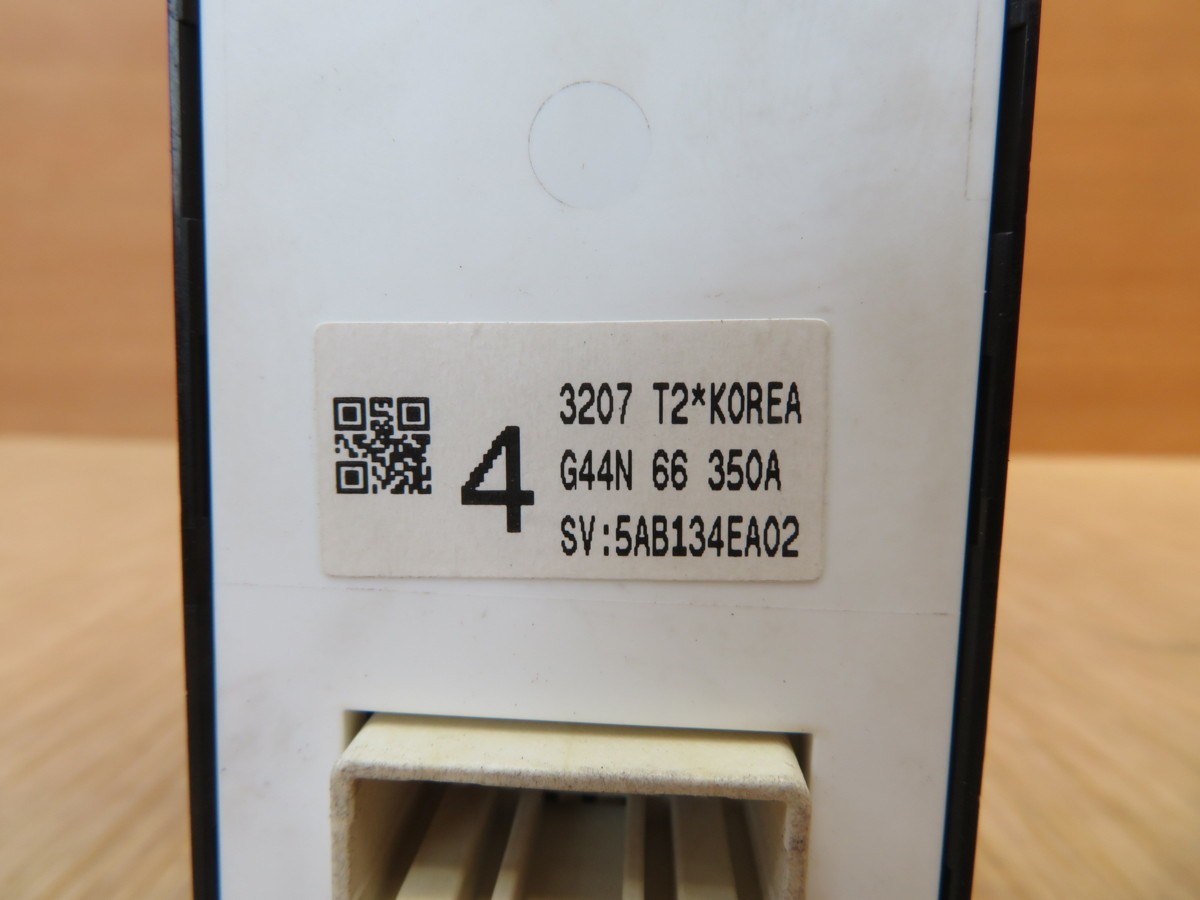 4
3207 T2*KOREA
G44N 66 350A
SV:5AB134EA02